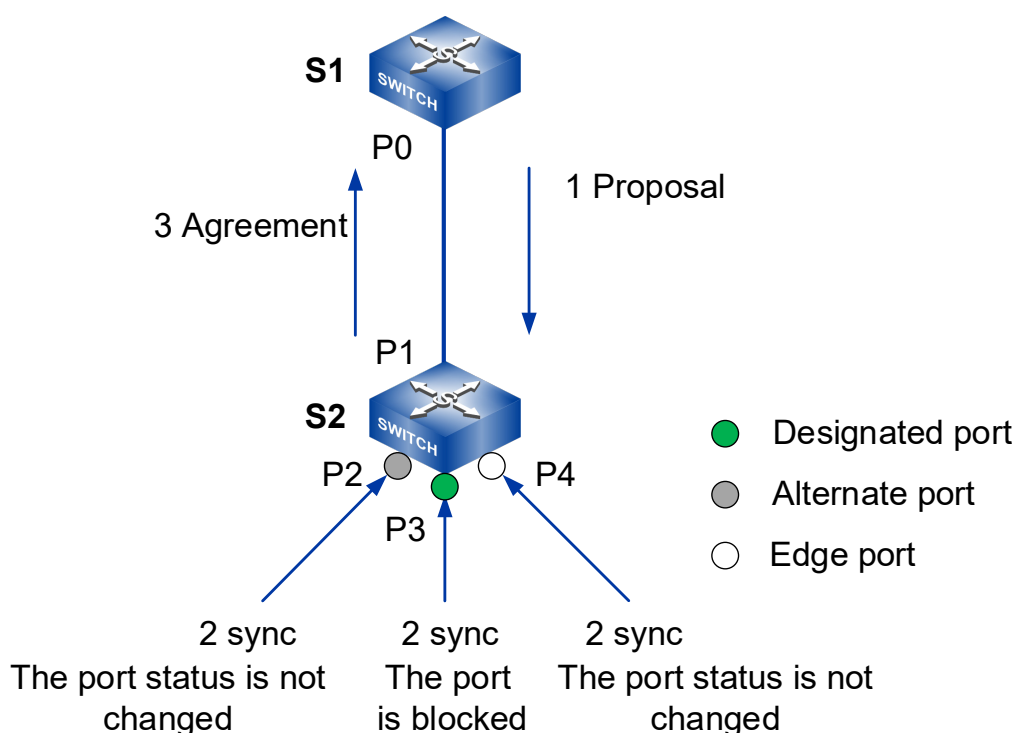 S1
SWITCH
P0
1 Proposal
3 Agreement
P1
S2
SWITCH
Designated port
P2
P4
Alternate port
P3
Edge port
2 sync
2 sync
2 sync
The port status is not
changed
The port
is blocked
The port status is not
changed